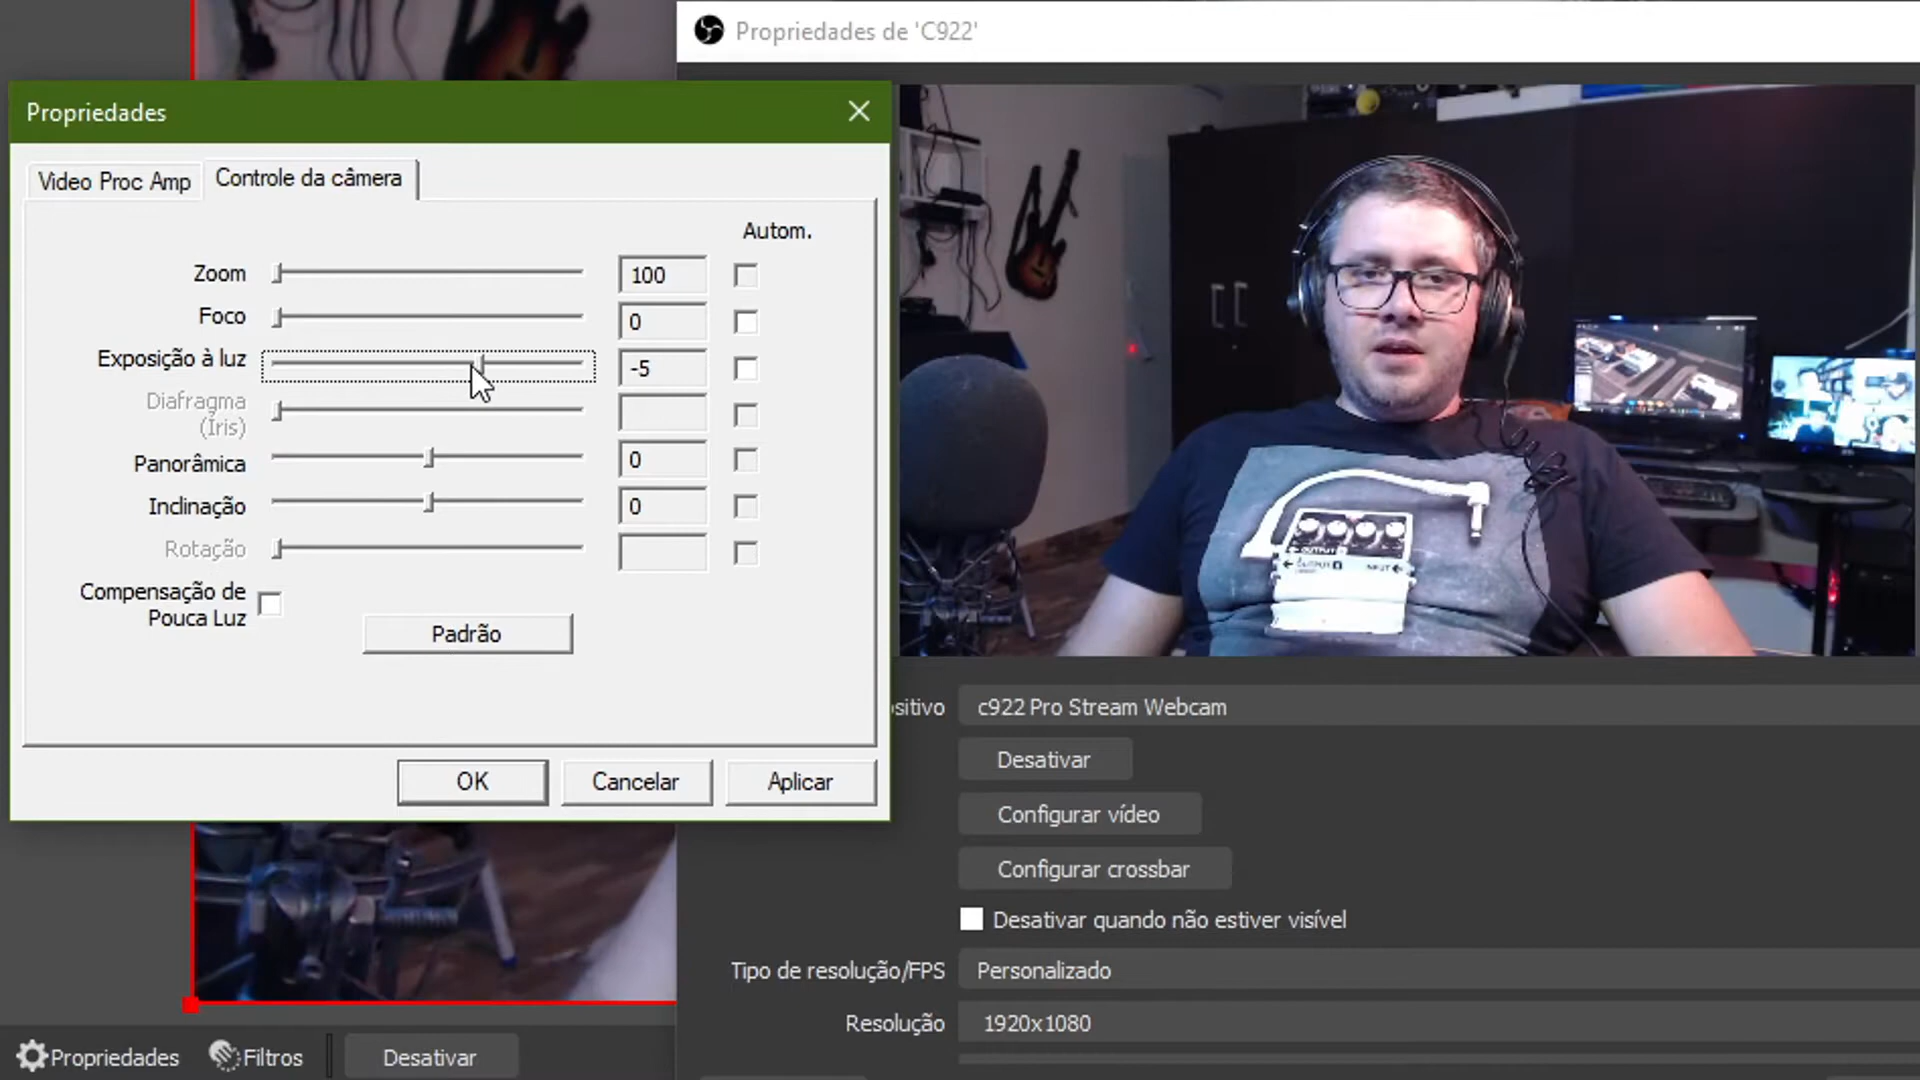 Propriedades de 'C922'
Propriedades
Video Proc Amp
Controle da câmera
Autom.
Zoom
100
Foco
0
Exposição à luz
-5
Diafragma
(Íris)
Panorâmica
0
Inclinação
0
Rotação
Compensação de
Pouca Luz
Padrão
OK
Cancelar
Aplicar
OUTPUT
INPUT
sitivo
c922 Pro Stream Webcam
Desativar
Configurar vídeo
Configurar crossbar
Desativar quando não estiver visível
Tipo de resolução/FPS
Personalizado
Resolução
1920x1080
Propriedades
Filtros
Desativar